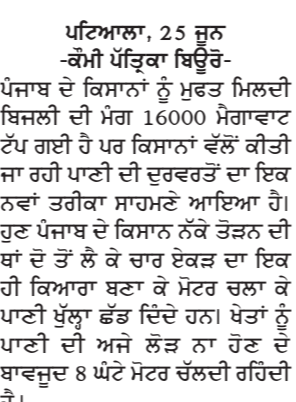 ਪਟਿਆਲਾ, 25 ਜੂਨ
-ਕੌਮੀ ਪੱਤ੍ਰਿਕਾ ਬਿਊਰੋ-
ਪੰਜਾਬ ਦੇ ਕਿਸਾਨਾਂ ਨੂੰ ਮੁਫਤ ਮਿਲਦੀ
ਬਿਜਲੀ ਦੀ ਮੰਗ 16000 ਮੈਗਾਵਾਟ
ਟੱਪ ਗਈ ਹੈ ਪਰ ਕਿਸਾਨਾਂ ਵੱਲੋਂ ਕੀਤੀ
ਜਾ ਰਹੀ ਪਾਣੀ ਦੀ ਦੁਰਵਰਤੋਂ ਦਾ ਇਕ
ਨਵਾਂ ਤਰੀਕਾ ਸਾਹਮਣੇ ਆਇਆ ਹੈ।
ਹੁਣ ਪੰਜਾਬ ਦੇ ਕਿਸਾਨ ਨੱਕੇ ਤੋੜਨ ਦੀ
ਥਾਂ ਦੋ ਤੋਂ ਲੈ ਕੇ ਚਾਰ ਏਕੜ ਦਾ ਇਕ
ਹੀ ਕਿਆਰਾ ਬਣਾ ਕੇ ਮੋਟਰ ਚਲਾ ਕੇ
ਪਾਣੀ ਖੁੱਲ੍ਹਾ ਛੱਡ ਦਿੰਦੇ ਹਨ। ਖੇਤਾਂ ਨੂੰ
ਪਾਣੀ ਦੀ ਅਜੇ ਲੋੜ ਨਾ ਹੋਣ ਦੇ
ਬਾਵਜੂਦ 8 ਘੰਟੇ ਮੋਟਰ ਚੱਲਦੀ ਰਹਿੰਦੀ
ਹੈ।